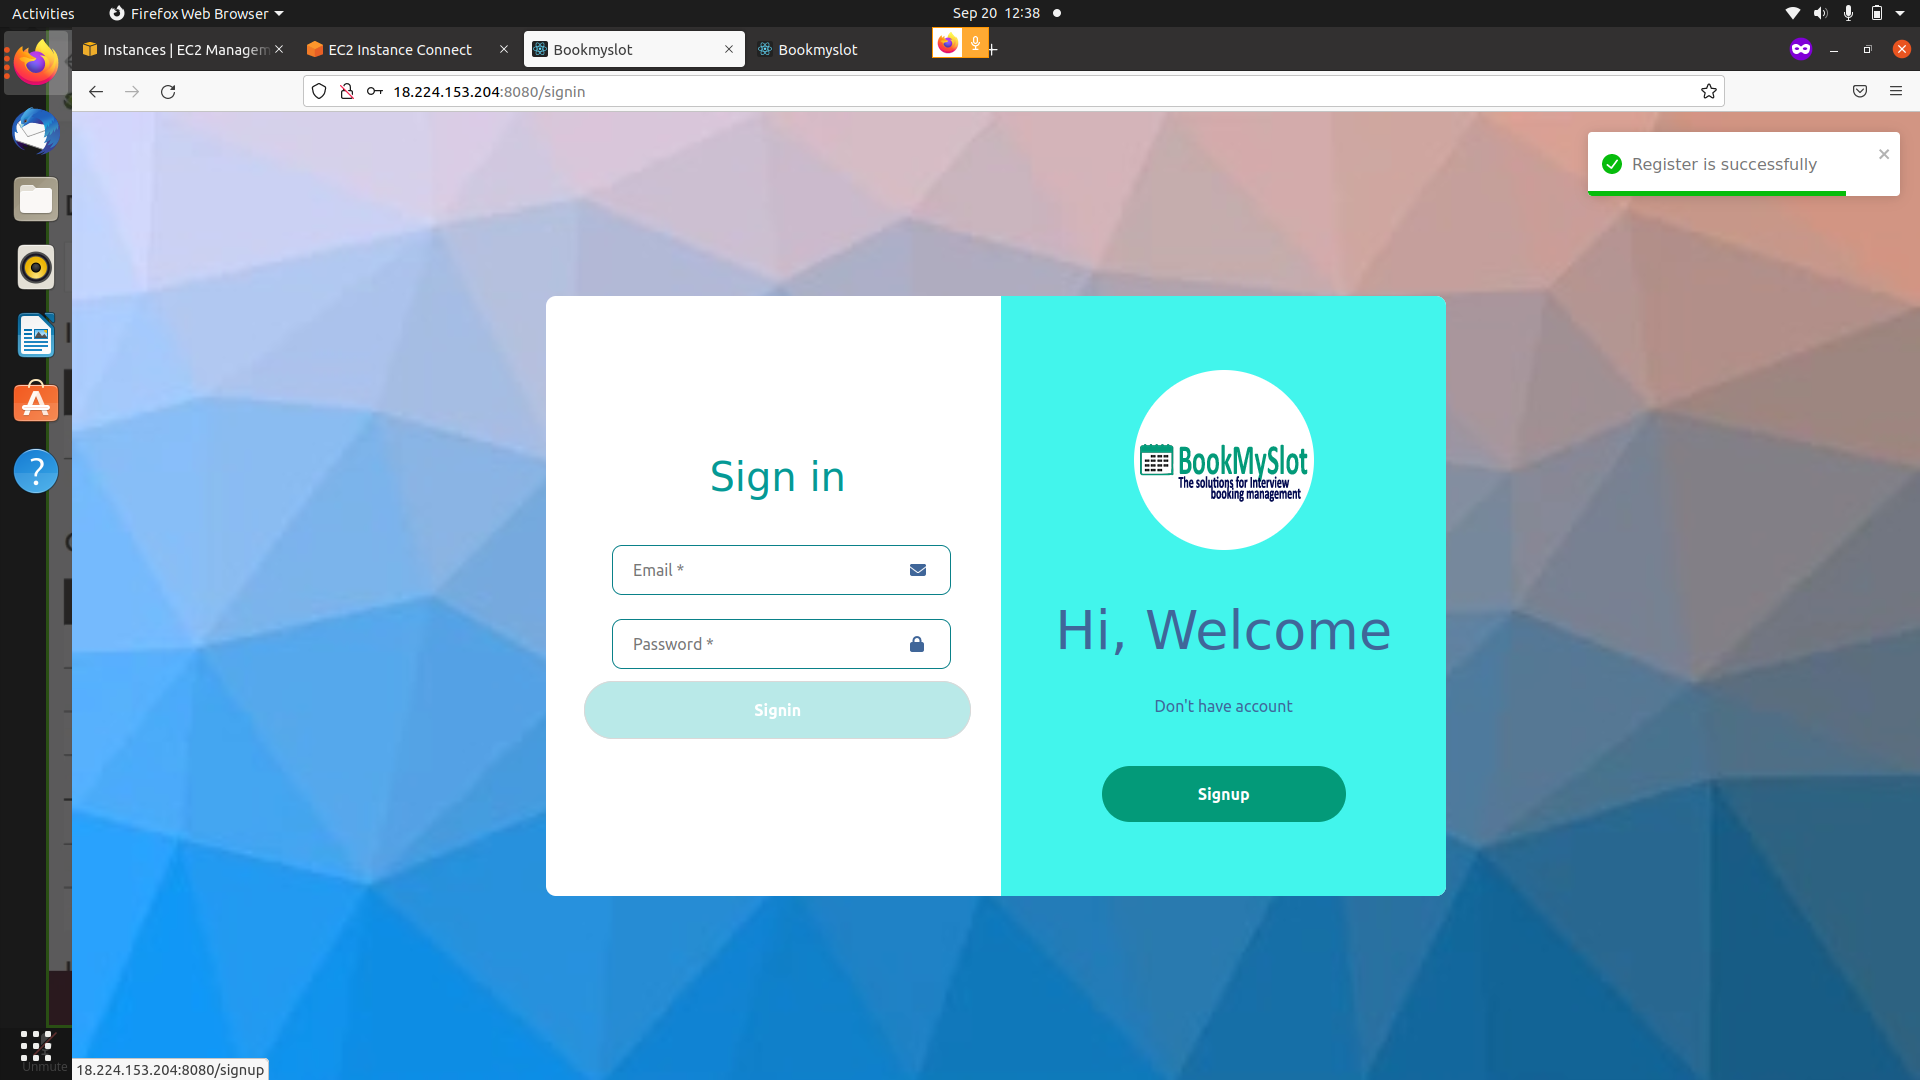 Activities
Firefox Web Browser
Sep 20 12:38
Instances | EC2 Managem
EC2 Instance Connect
Bookmyslot
Bookmyslot
18.224.153.204:8080/signin
Register is successfully
Sign in
Email *
Password *
Signin
BookMySlot
The solutions for Interview
booking management
Hi, Welcome
Don't have account
Signup
Unmute
18.224.153.204:8080/signup